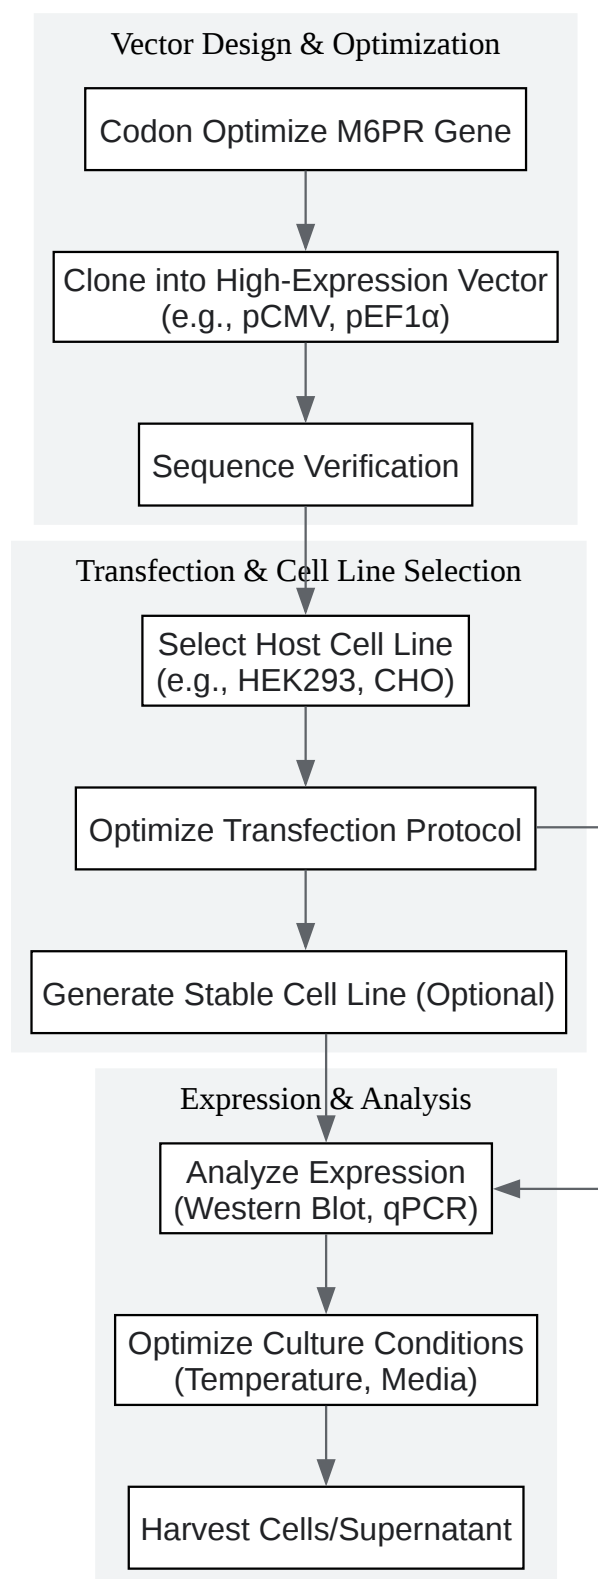 Vector Design & Optimization
Codon Optimize M6PR Gene
Clone into High-Expression Vector
(e.g., pCMV, pEF1α)
Sequence Verification
Transfection & Cell Line Selection
Select Host Cell Line
(e.g., HEK293, CHO)
Optimize Transfection Protocol
Generate Stable Cell Line (Optional)
Expression & Analysis
Analyze Expression
(Western Blot, qPCR)
Optimize Culture Conditions
(Temperature, Media)
Harvest Cells/Supernatant